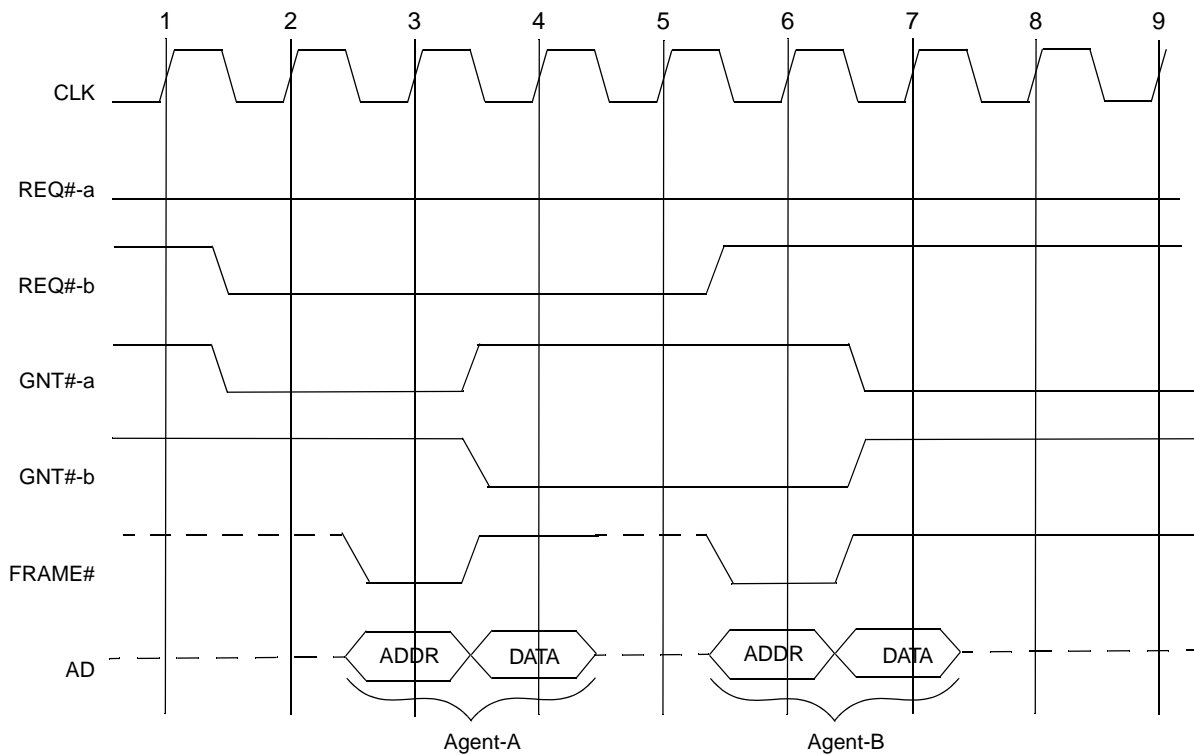 1 2 3 4 5 6 7 8 9
CLK
REQ#-a
REQ#-b
GNT#-a
GNT#-b
FRAME#
AD
ADDR DATA ADDR DATA
Agent-A Agent-B